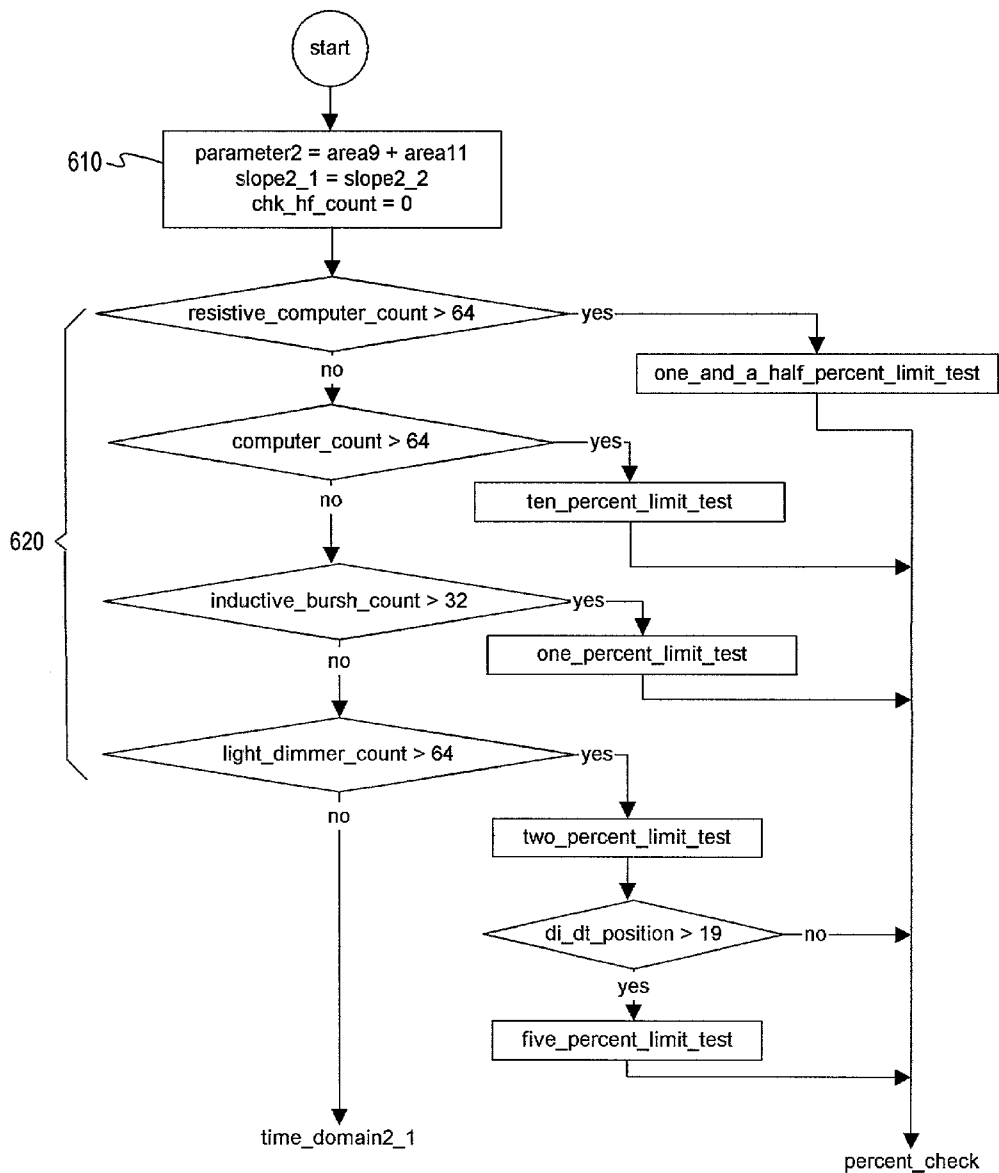 start
610
parameter2 = area9 + area11
slope2_1 = slope2_2
chk_hf_count = 0
resistive_computer_count > 64
yes
no
one_and_a_half_percent_limit_test
computer_count > 64
yes
no
ten_percent_limit_test
620
inductive_bursh_count > 32
yes
no
one_percent_limit_test
light_dimmer_count > 64
yes
no
two_percent_limit_test
di_dt_position > 19
no
yes
five_percent_limit_test
time_domain2_1
percent_check